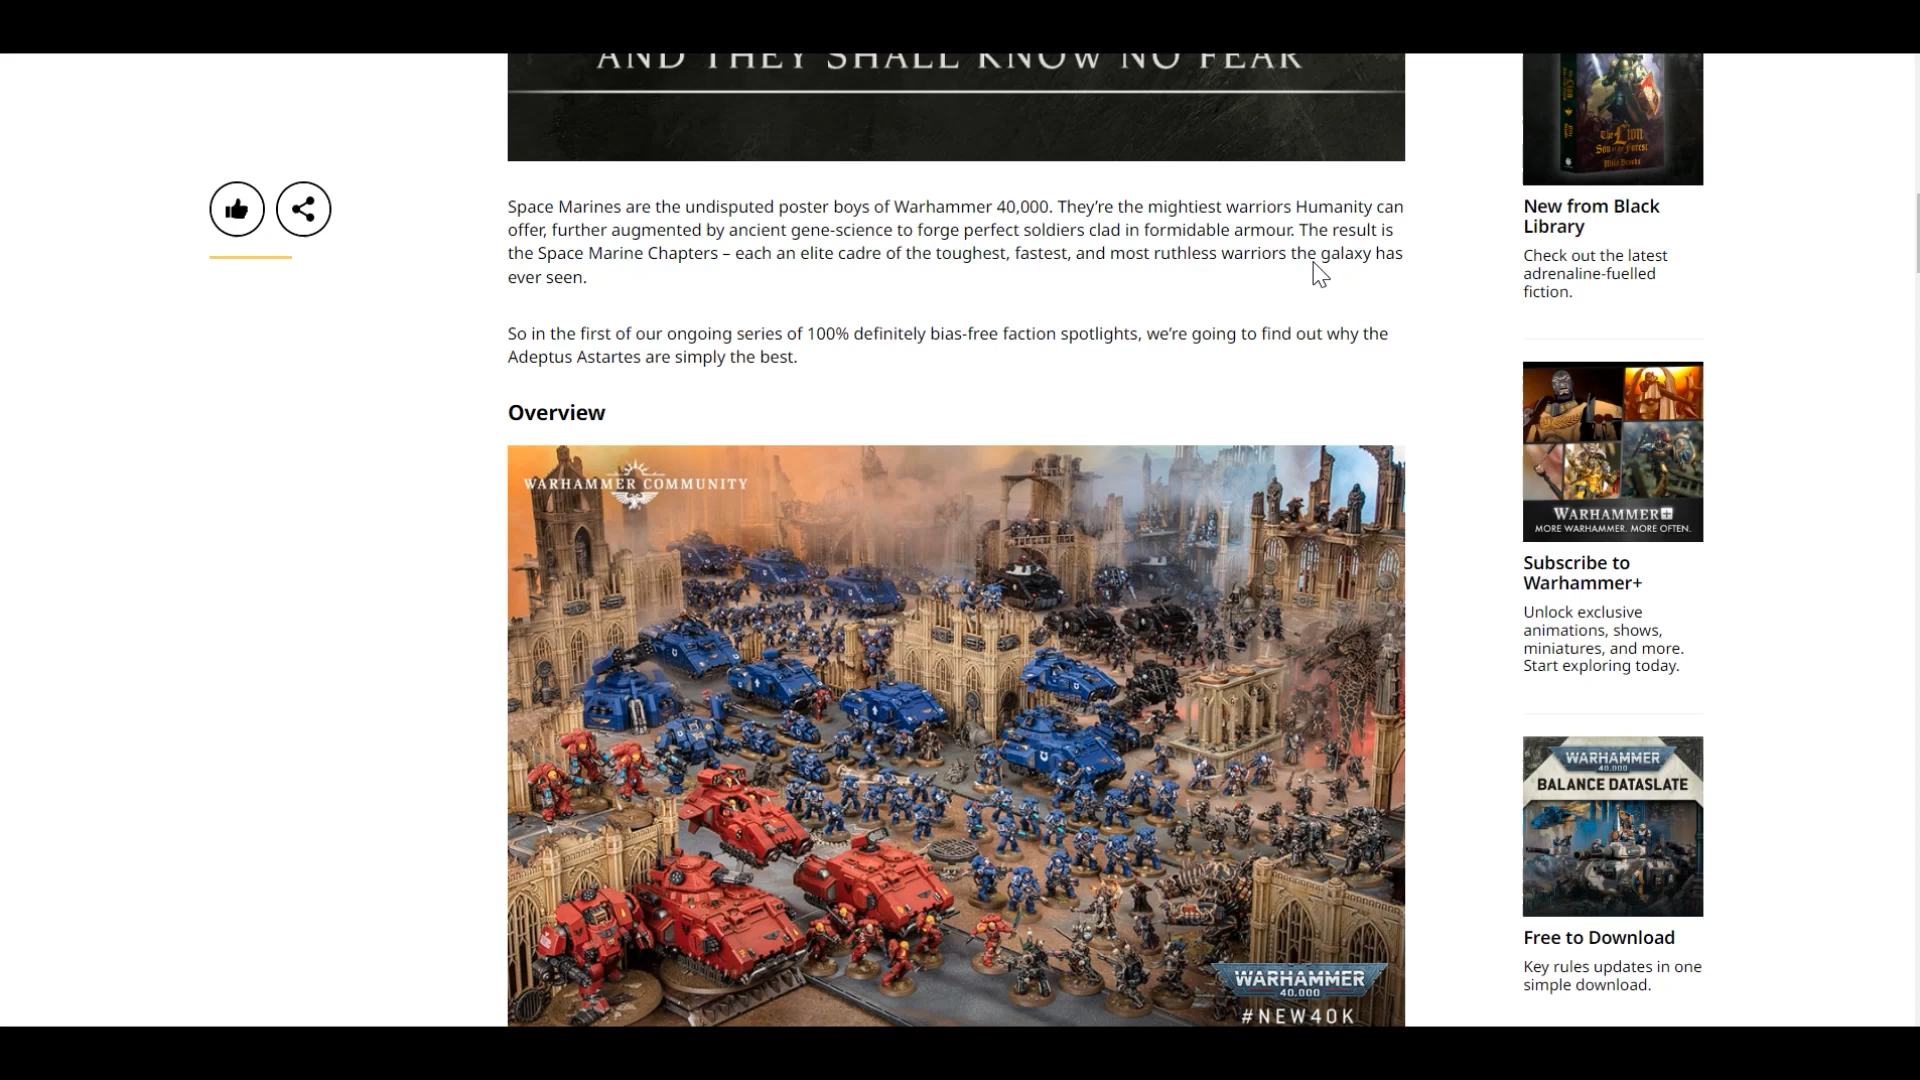 AND THEY SHALL KNOW NO FEAR
Space Marines are the undisputed poster boys of Warhammer 40,000. They’re the mightiest warriors Humanity can
offer, further augmented by ancient gene-science to forge perfect soldiers clad in formidable armour. The result is
the Space Marine Chapters – each an elite cadre of the toughest, fastest, and most ruthless warriors the galaxy has
ever seen.
So in the first of our ongoing series of 100% definitely bias-free faction spotlights, we’re going to find out why the
Adeptus Astartes are simply the best.
Overview
WARHAMMER COMMUNITY
WARHAMMER
40,000
#NEW40K
The Lion
Son of the Forest
New from Black
Library
Check out the latest
adrenaline-fuelled
fiction.
WARHAMMER+
MORE WARHAMMER. MORE OFTEN.
Subscribe to
Warhammer+
Unlock exclusive
animations, shows,
miniatures, and more.
Start exploring today.
WARHAMMER
40,000
BALANCE DATASLATE
Free to Download
Key rules updates in one
simple download.